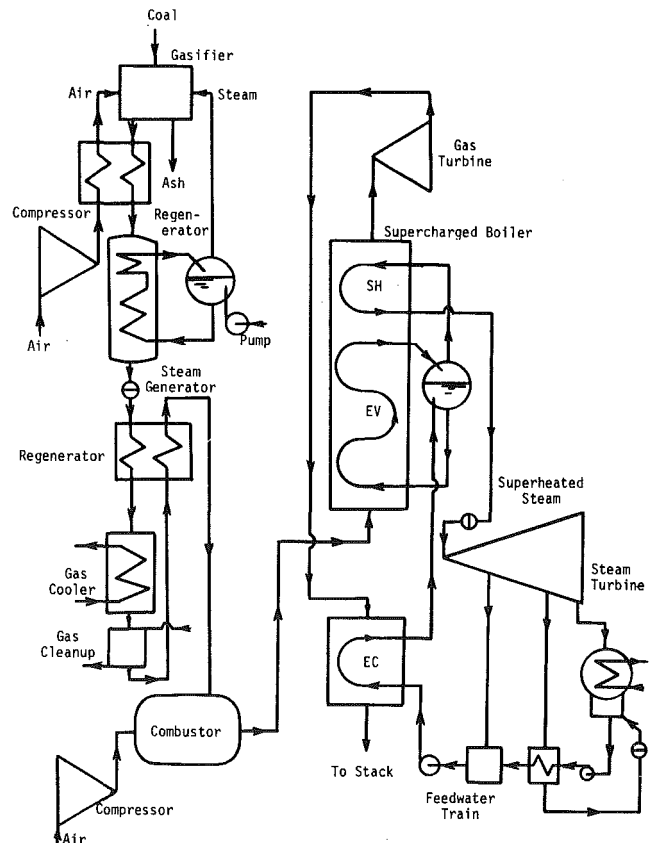 Coal
Gasifier
Air
Steam
Ash
Compressor
Regen-
erator
Air
Pump
Steam
Generator
Regenerator
Gas
Cooler
Gas
Cleanup
Combustor
Compressor
Air
Gas
Turbine
Supercharged Boiler
SH
EV
Superheated
Steam
Steam
Turbine
EC
To Stack
Feedwater
Train